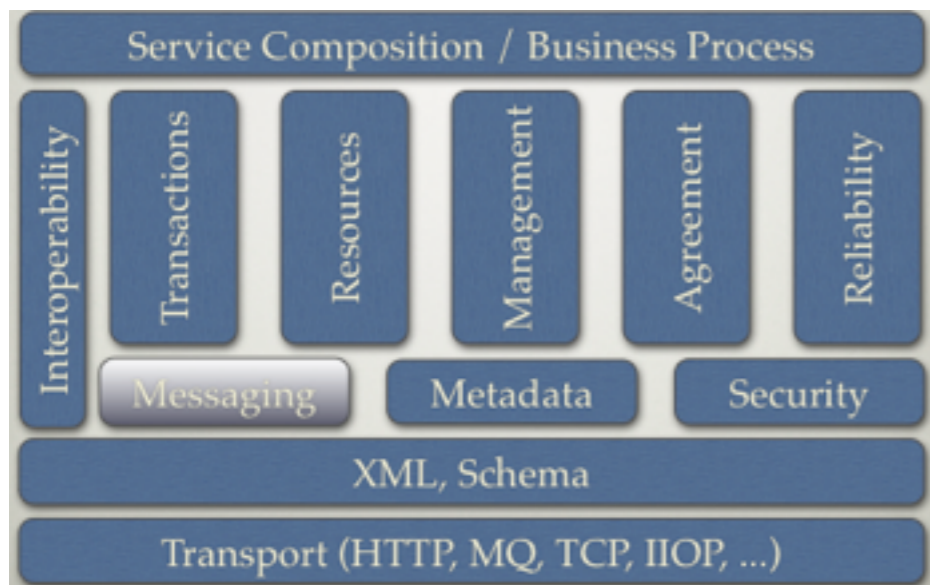 Service Composition / Business Process
Interoperability
Transactions
Resources
Management
Agreement
Reliability
Messaging
Metadata
Security
XML, Schema
Transport (HTTP, MQ, TCP, IIOP, ...)